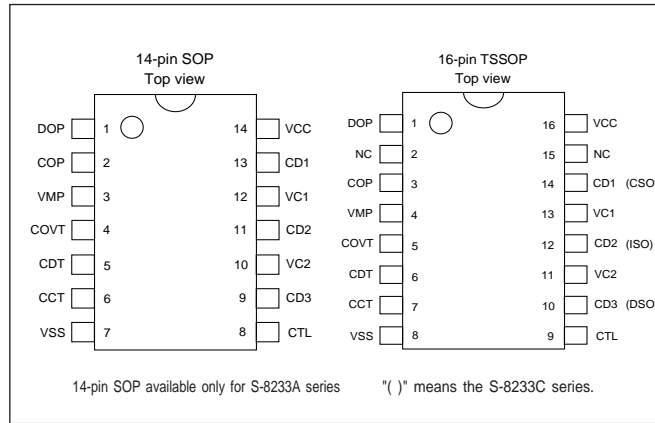 14-pin SOP
Top view
DOP 1 14 VCC
COP 2 13 CD1
VMP 3 12 VC1
COVT 4 11 CD2
CDT 5 10 VC2
CCT 6 9 CD3
VSS 7 8 CTL
16-pin TSSOP
Top view
DOP 1 16 VCC
NC 2 15 NC
COP 3 14 CD1 (CSO
VMP 4 13 VC1
COVT 5 12 CD2 (ISO)
CDT 6 11 VC2
CCT 7 10 CD3 (DSO
VSS 8 9 CTL
14-pin SOP available only for S-8233A series
"( )" means the S-8233C series.